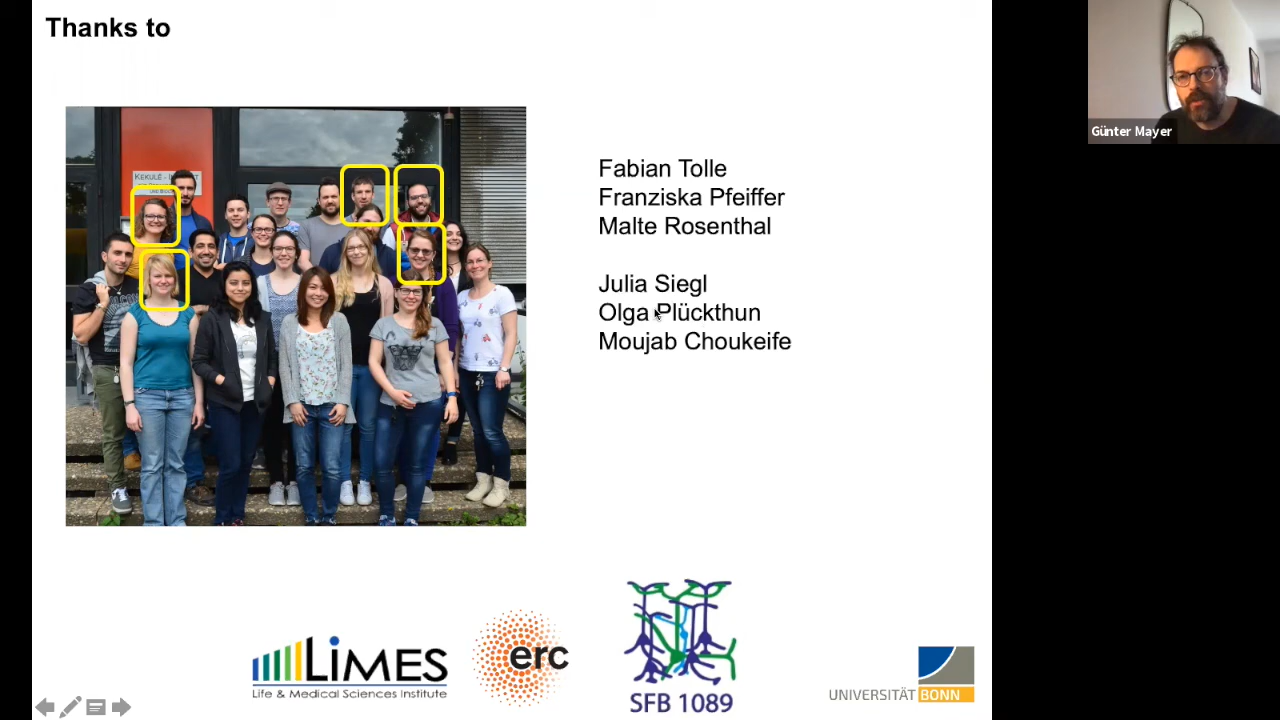 Thanks to
Günter Mayer
KEKULÉ - I
Fabian Tolle
Franziska Pfeiffer
Malte Rosenthal
Julia Siegl
Olga Plückthun
Moujab Choukeife
LiMES
Life & Medical Sciences Institute
erc
SFB 1089
UNIVERSITÄT BONN